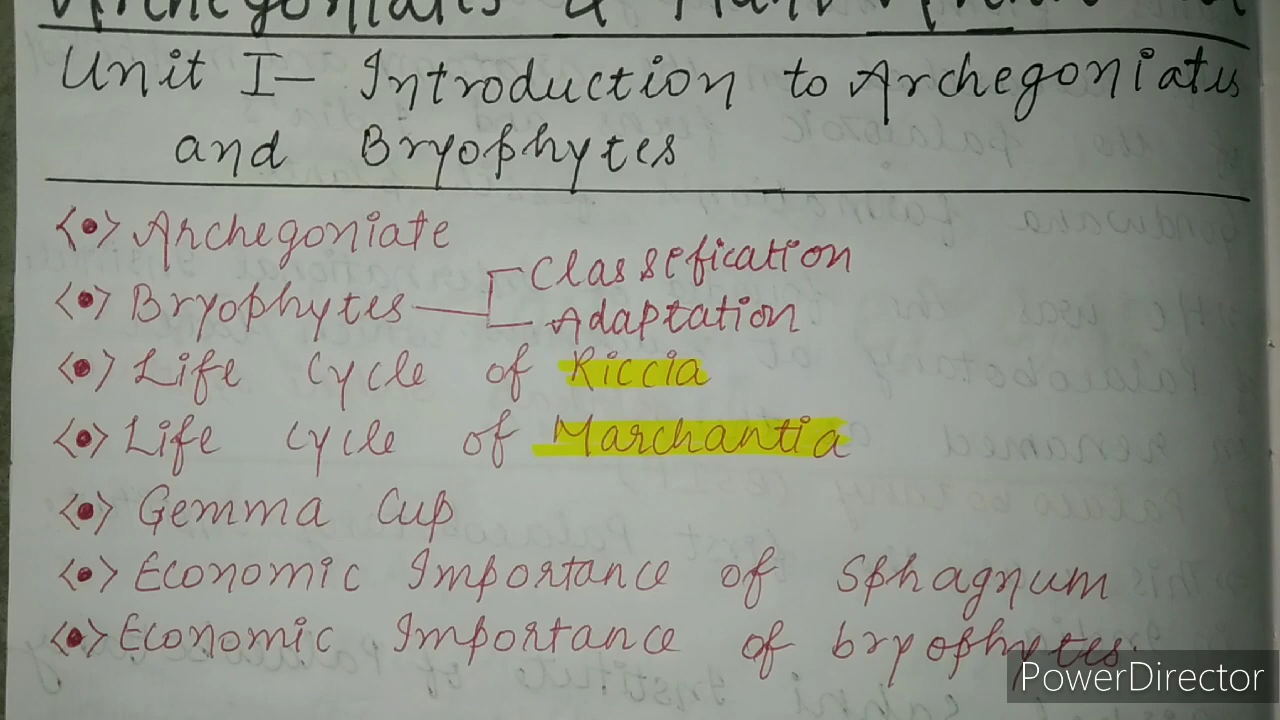 Archegoniates &
Unit I- Introduction to Archegoniates
and Bryophytes
<•> Archegoniate
<•> Bryophytes
Classification
Adaptation
<•> Life Cycle of Riccia
<•> Life Cycle of Marchantia
<•> Gemma Cup
<•> Economic Importance of Sphagnum
<•> Economic Importance of bryophytes.
PowerDirector